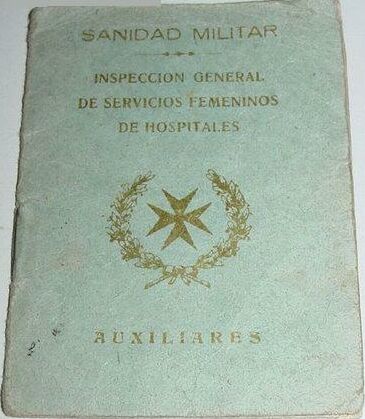 SANIDAD MILITAR
INSPECCION GENERAL
DE SERVICIOS FEMENINOS
DE HOSPITALES
AUXILIARES